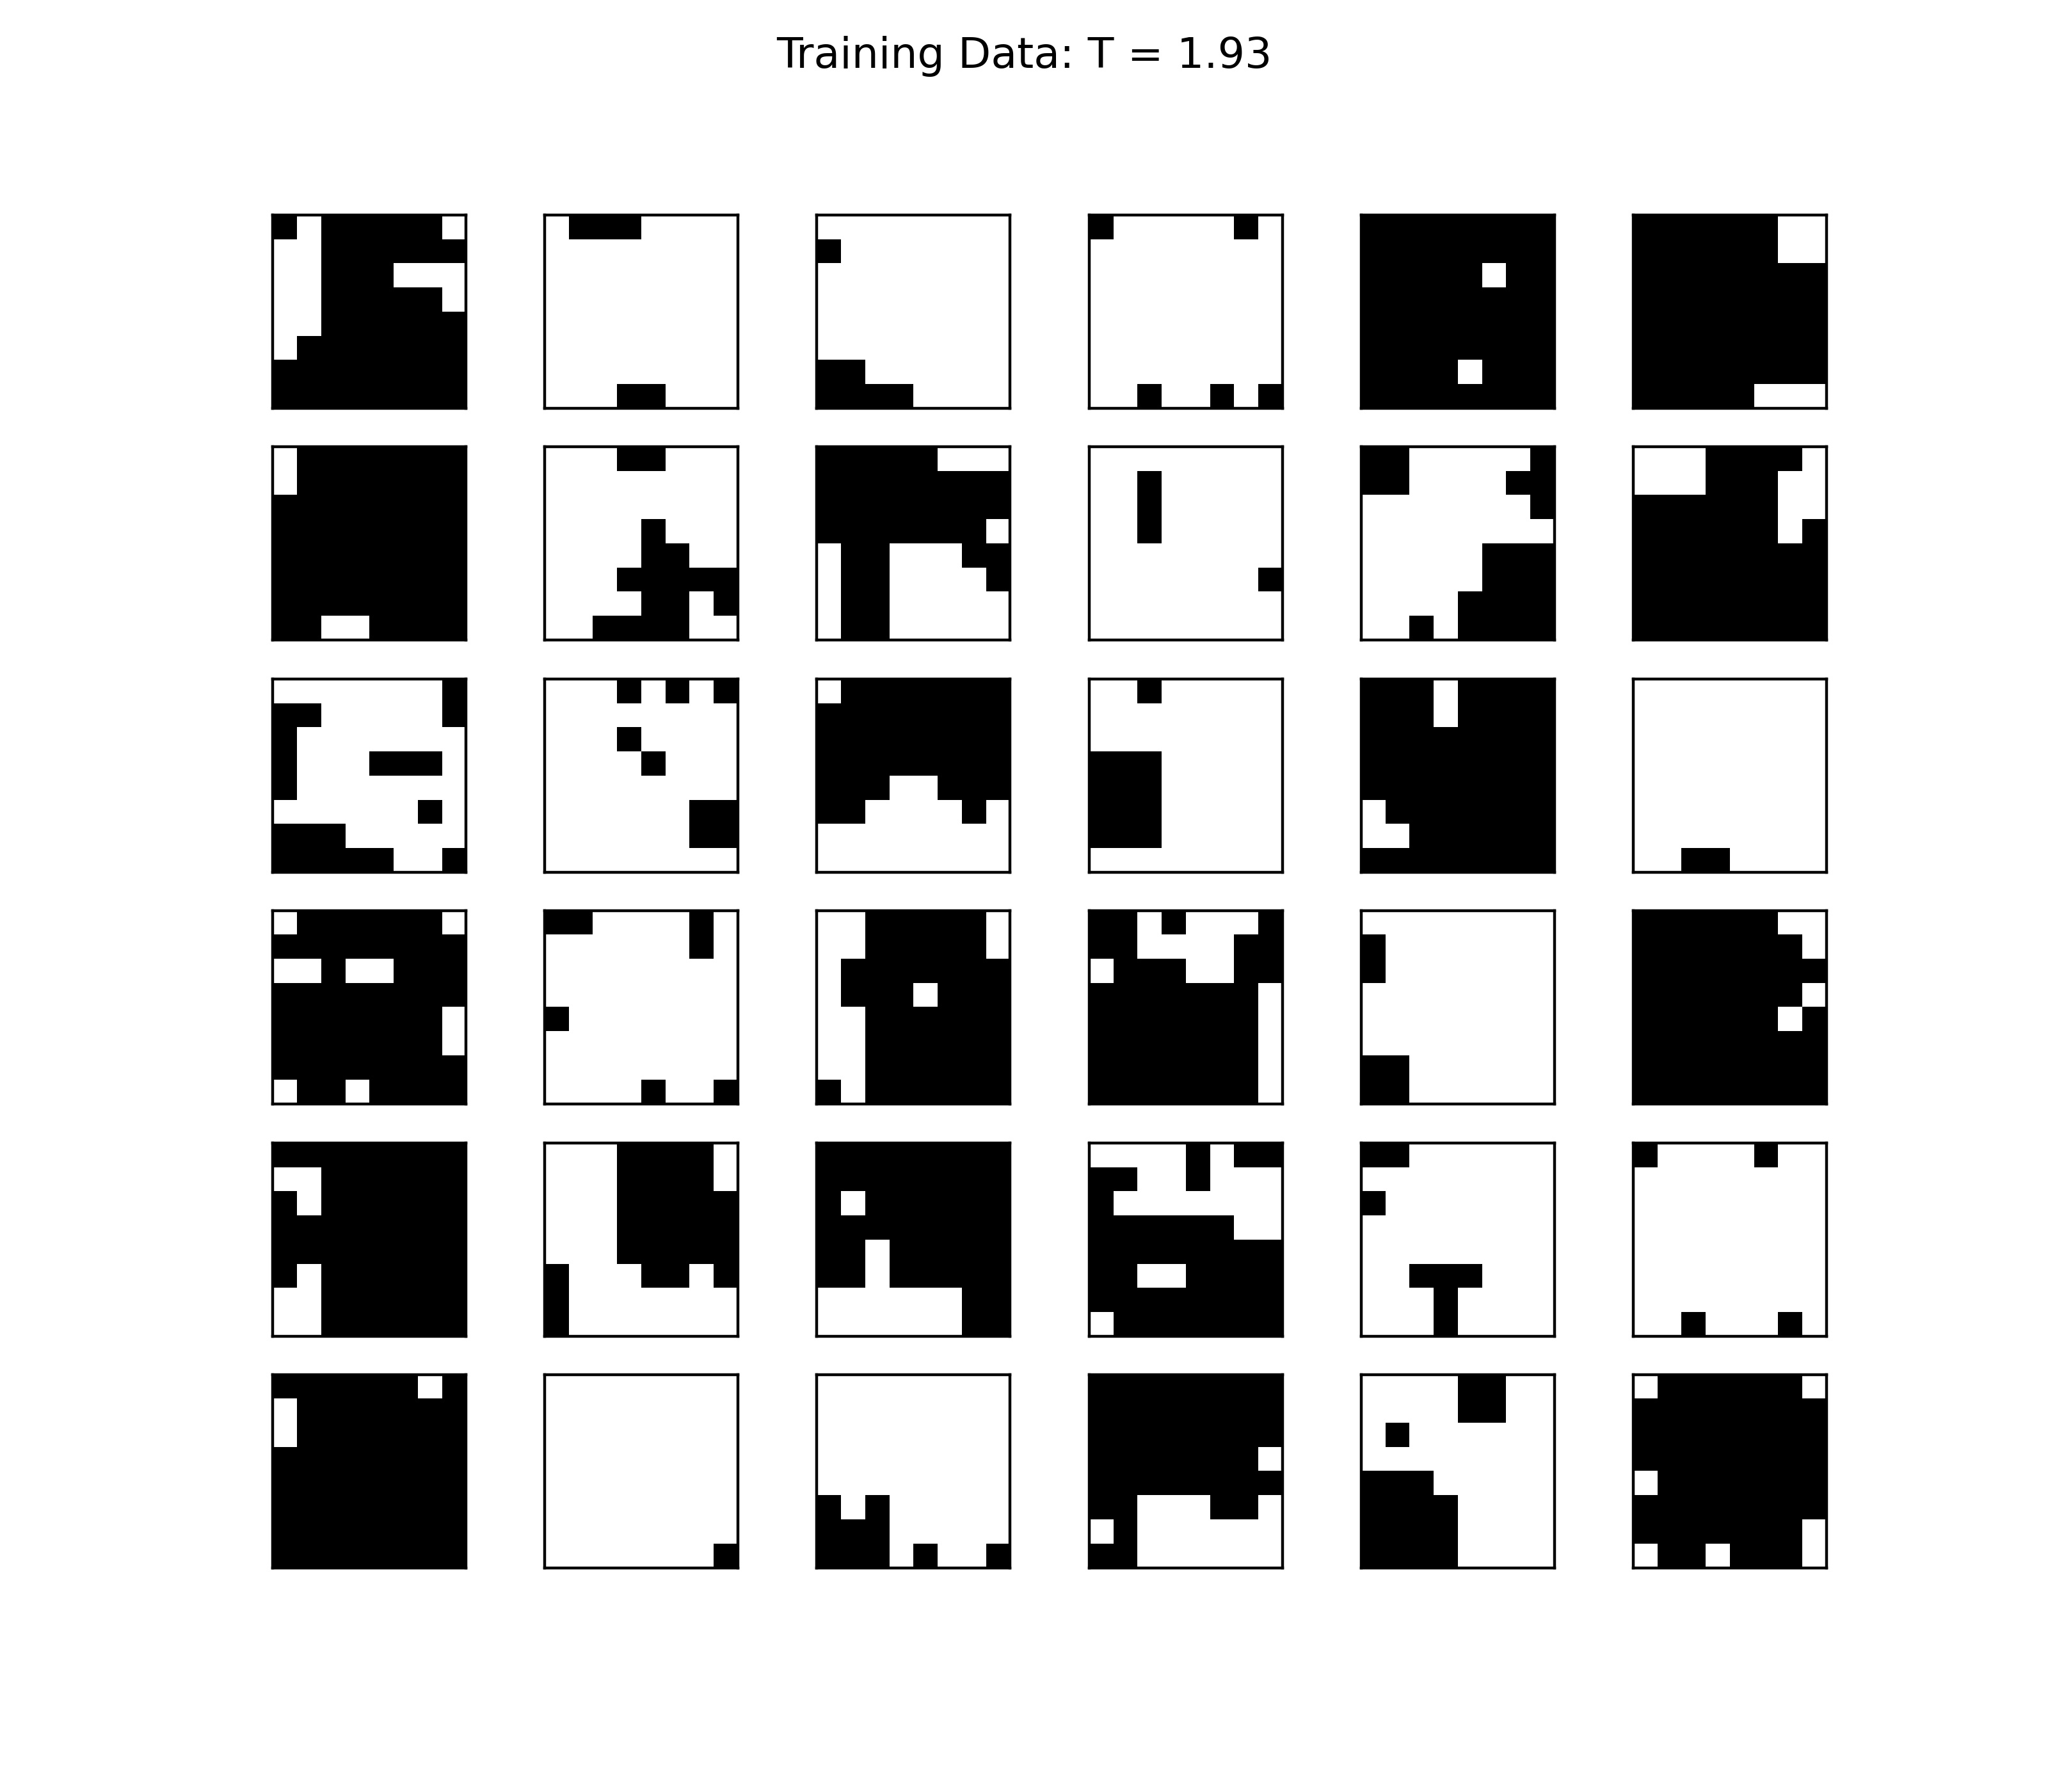 Training Data: T = 1.93